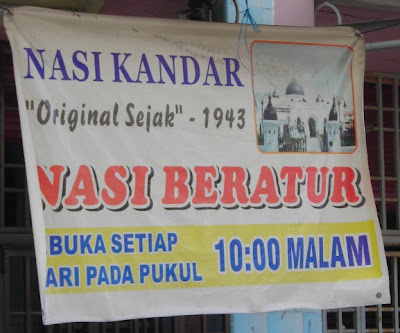 NASI KANDAR
"Original Sejak" - 1943
NASI BERATUR
BUKA SETIAP
ARI PADA PUKUL 10:00 MALAM